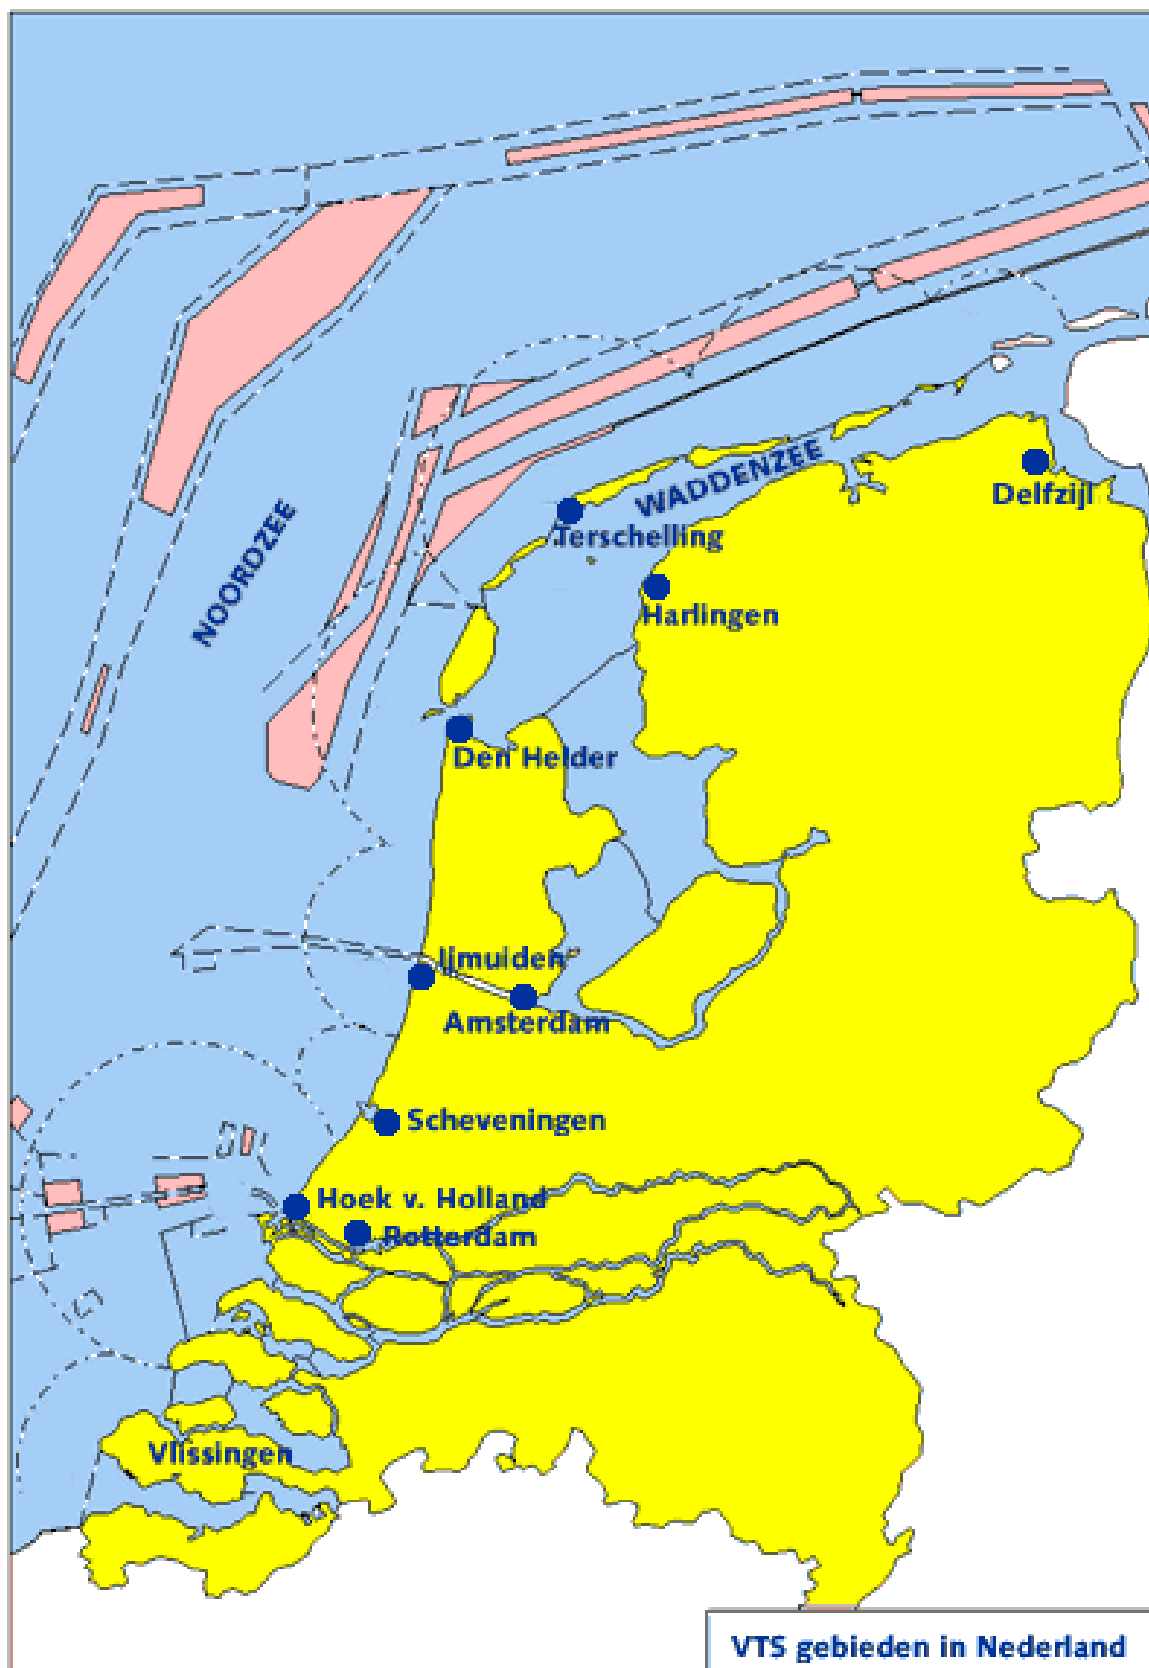 WADDENZEE
Delfzijl
Terschelling
NOORDZEE
Harlingen
Den Helder
Ijmuiden
Amsterdam
Scheveningen
Hoek v. Holland
Rotterdam
Vlissingen
VTS gebieden in Nederland